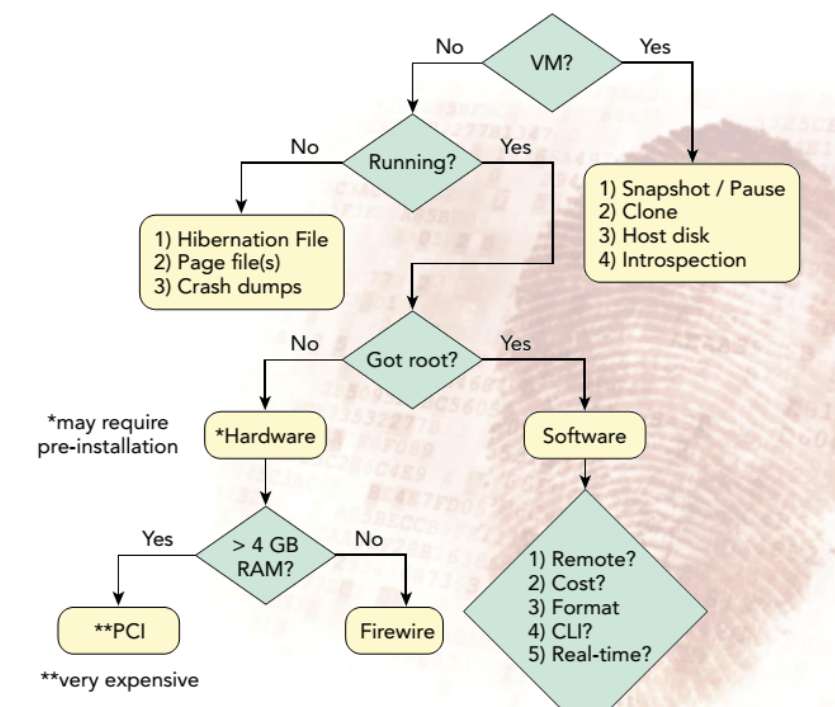 VM?
No
Yes
Running?
No
Yes
1) Snapshot / Pause
2) Clone
3) Host disk
4) Introspection
1) Hibernation File
2) Page file(s)
3) Crash dumps
Got root?
No
Yes
*may require
pre-installation
*Hardware
Software
> 4 GB
RAM?
Yes
No
1) Remote?
2) Cost?
3) Format
4) CLI?
5) Real-time?
**PCI
Firewire
**very expensive